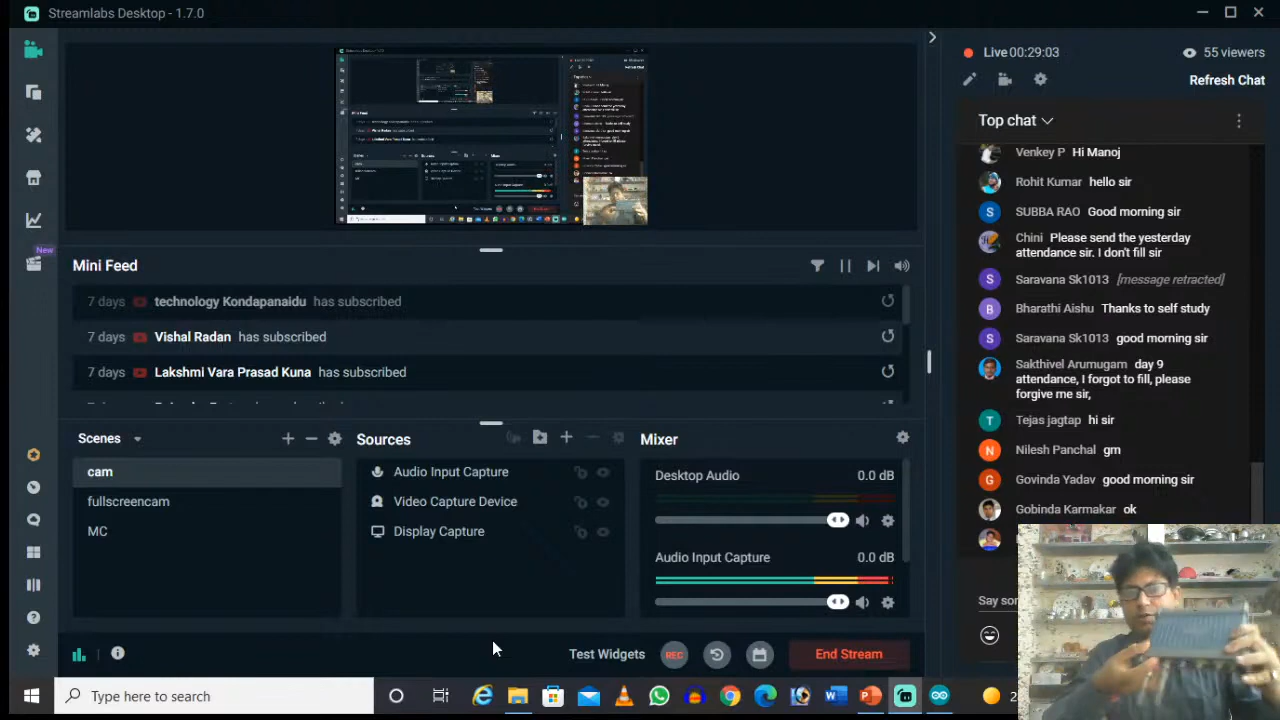 Streamlabs Desktop - 1.7.0
Live 00:29:03
55 viewers
Refresh Chat
Top chat
Venkey P Hi Manoj
Rohit Kumar hello sir
SUBBA RAO Good morning sir
Chini Please send the yesterday
attendance sir. I don't fill sir
Saravana Sk1013 [message retracted]
Bharathi Aishu Thanks to self study
Saravana Sk1013 good morning sir
Sakthivel Arumugam day 9
attendance, I forgot to fill, please
forgive me sir,
Tejas jagtap hi sir
Nilesh Panchal gm
Govinda Yadav good morning sir
Gobinda Karmakar ok
New
Mini Feed
7 days technology Kondapanaidu has subscribed
7 days Vishal Radan has subscribed
7 days Lakshmi Vara Prasad Kuna has subscribed
Scenes
cam
fullscreencam
MC
Sources
Audio Input Capture
Video Capture Device
Display Capture
Mixer
Desktop Audio 0.0 dB
Audio Input Capture 0.0 dB
Test Widgets
REC
End Stream
Type here to search